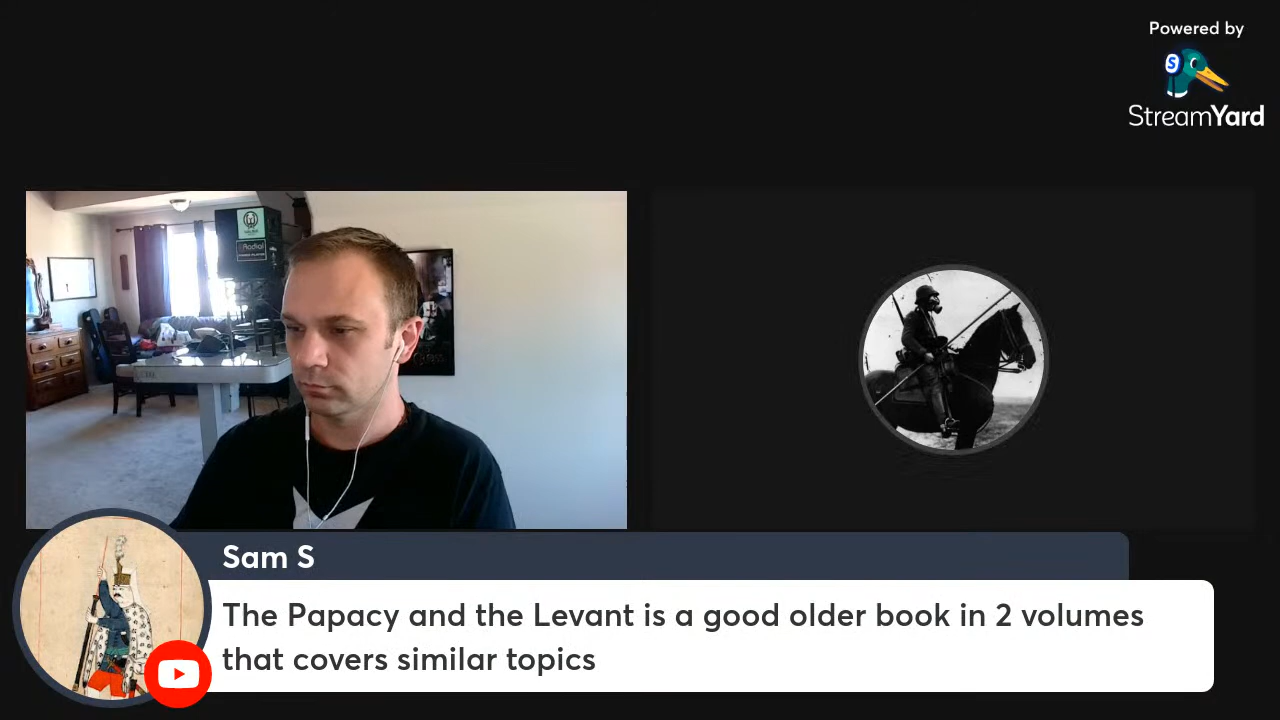 Powered by
StreamYard
Radial
Sam S
The Papacy and the Levant is a good older book in 2 volumes
that covers similar topics